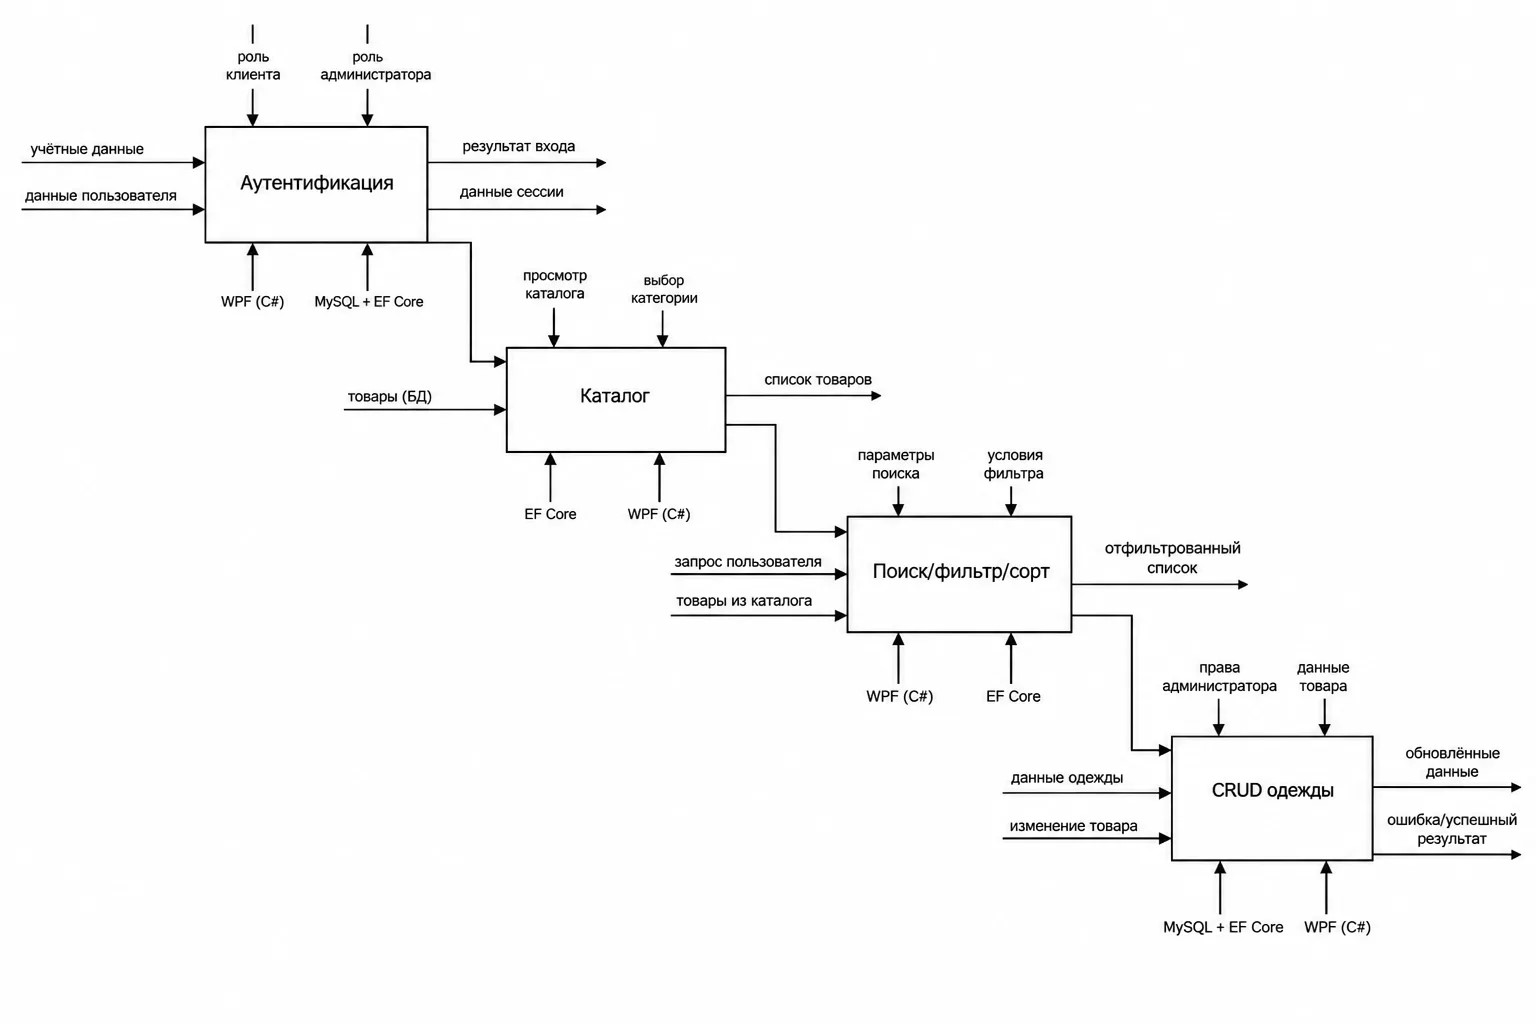 роль
клиента
роль
администратора
учётные данные
данные пользователя
Аутентификация
результат входа
данные сессии
WPF (C#)
MySQL + EF Core
просмотр
каталога
выбор
категории
товары (БД)
Каталог
список товаров
EF Core
WPF (C#)
параметры
поиска
условия
фильтра
запрос пользователя
товары из каталога
Поиск/фильтр/сорт
отфильтрованный
список
WPF (C#)
EF Core
права
администратора
данные
товара
данные одежды
изменение товара
CRUD одежды
обновлённые
данные
ошибка/успешный
результат
MySQL + EF Core
WPF (C#)